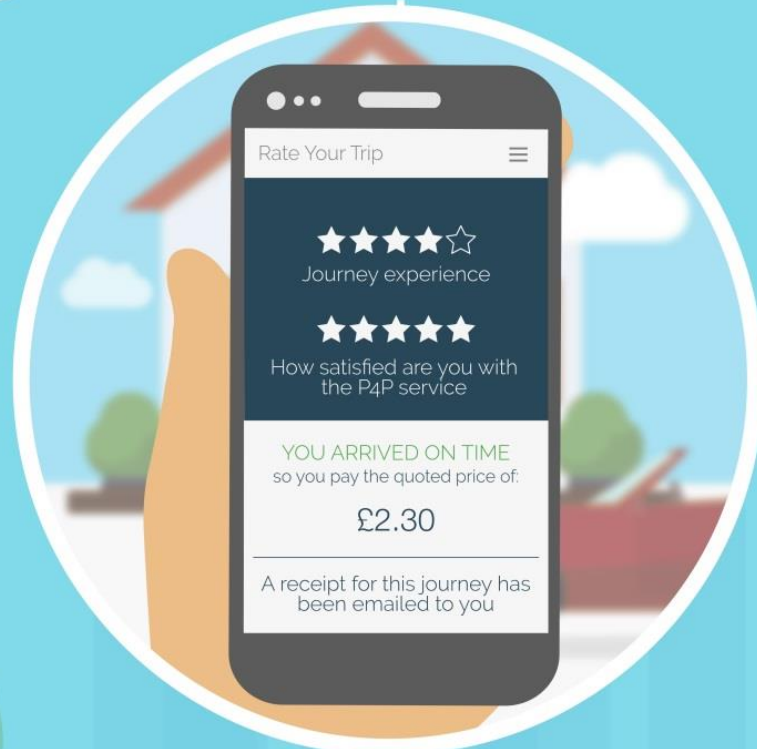 Rate Your Trip
Journey experience
How satisfied are you with
the P4P service
YOU ARRIVED ON TIME
so you pay the quoted price of:
£2.30
A receipt for this journey has
been emailed to you